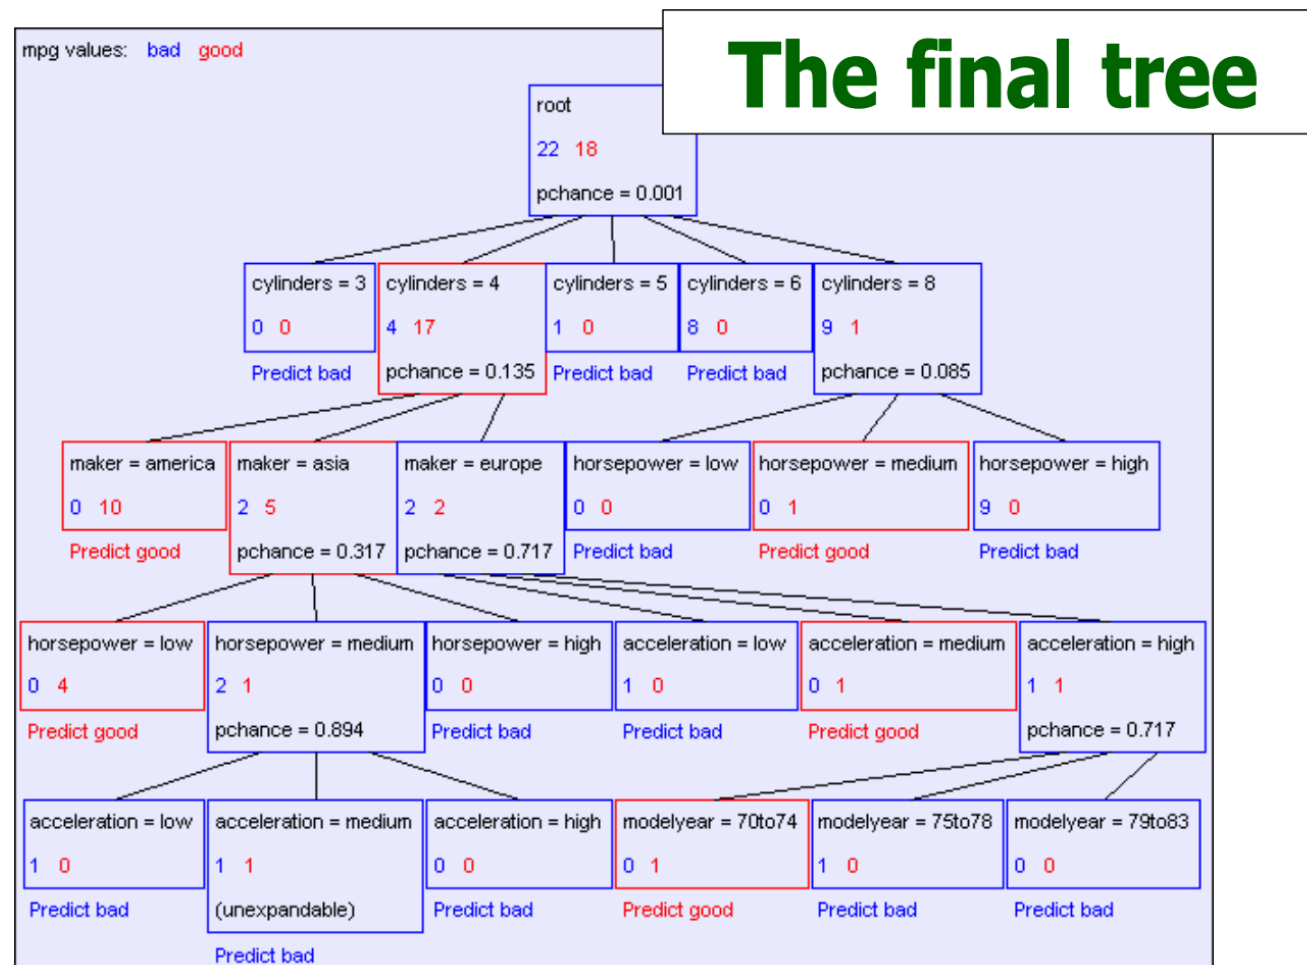 The final tree
mpg values: bad good
root
22 18
pchance = 0.001
cylinders = 3
0 0
Predict bad
cylinders = 4
4 17
pchance = 0.135
cylinders = 5
1 0
Predict bad
cylinders = 6
8 0
Predict bad
cylinders = 8
9 1
pchance = 0.085
maker = america
0 10
Predict good
maker = asia
2 5
pchance = 0.317
maker = europe
2 2
pchance = 0.717
horsepower = low
0 0
Predict bad
horsepower = medium
0 1
Predict good
horsepower = high
9 0
Predict bad
horsepower = low
0 4
Predict good
horsepower = medium
2 1
pchance = 0.894
horsepower = high
0 0
Predict bad
acceleration = low
1 0
Predict bad
acceleration = medium
0 1
Predict good
acceleration = high
1 1
pchance = 0.717
acceleration = low
1 0
Predict bad
acceleration = medium
1 1
(unexpandable)
Predict bad
acceleration = high
0 0
Predict bad
modelyear = 70to74
0 1
Predict good
modelyear = 75to78
1 0
Predict bad
modelyear = 79to83
0 0
Predict bad